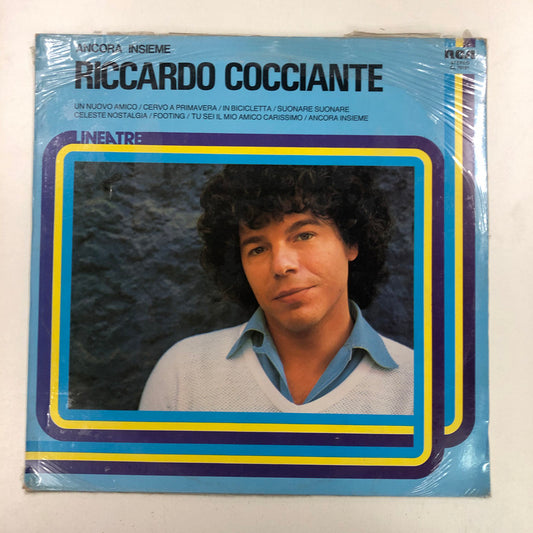 ANCORA INSIEME
RCA
STEREO
RICCARDO COCCIANTE
UN NUOVO AMICO / CERVO A PRIMAVERA / IN BICICLETTA / SUONARE SUONARE
CELESTE NOSTALGIA / FOOTING / TU SEI IL MIO AMICO CARISSIMO / ANCORA INSIEME
LINEATRE